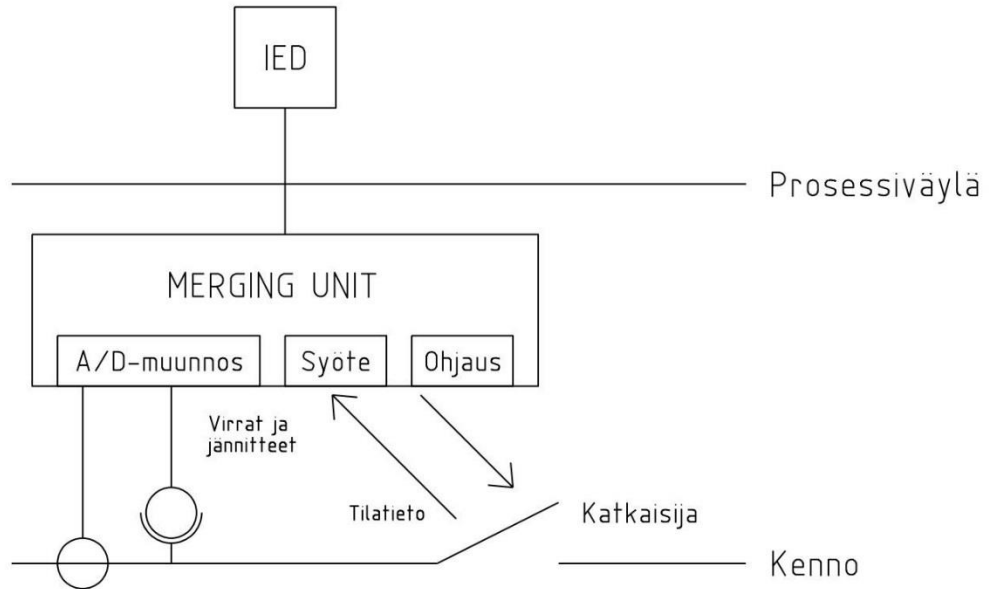 IED
Prosessiväylä
MERGING UNIT
A/D-muunnos
Syöte
Ohjaus
Virrat ja
jännitteet
Tilatieto
Katkaisija
Kenno